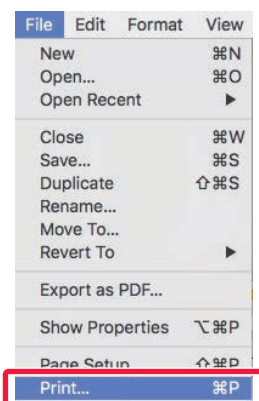 File Edit Format View
New ⌘N
Open... ⌘O
Open Recent ▶
Close ⌘W
Save... ⌘S
Duplicate ⇧⌘S
Rename...
Move To...
Revert To ▶
Export as PDF...
Show Properties ⌥⌘P
Page Setup ⇧⌘P
Print... ⌘P